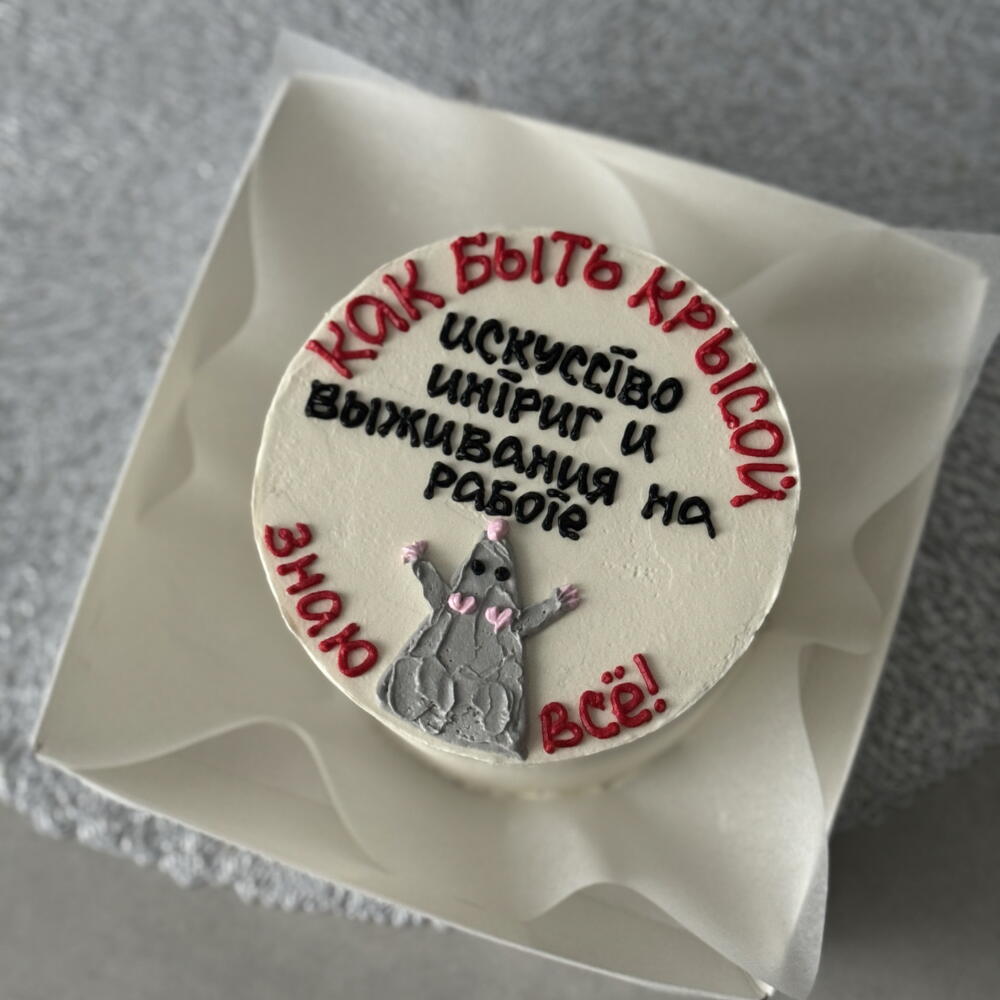 КАК БЫТЬ КРЫСОЙ
искусство
интриг и
выживания на
работе
знаю
всё!